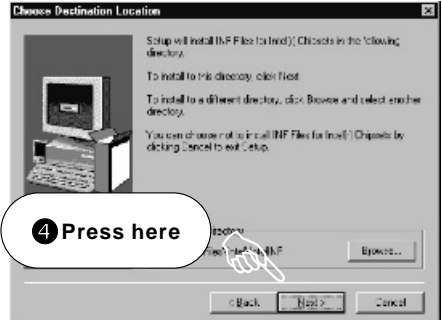 Choose Destination Location
Setup will install INF Files for Intel(r) Chipsets in the following
directory.
To install to this directory, click Next
To install to a different directory, click Browse and select another
directory.
You can choose not to install INF Files for Intel(r) Chipsets by
clicking Cancel to exit Setup.
4 Press here
Browse...
< Back
Next >
Cancel